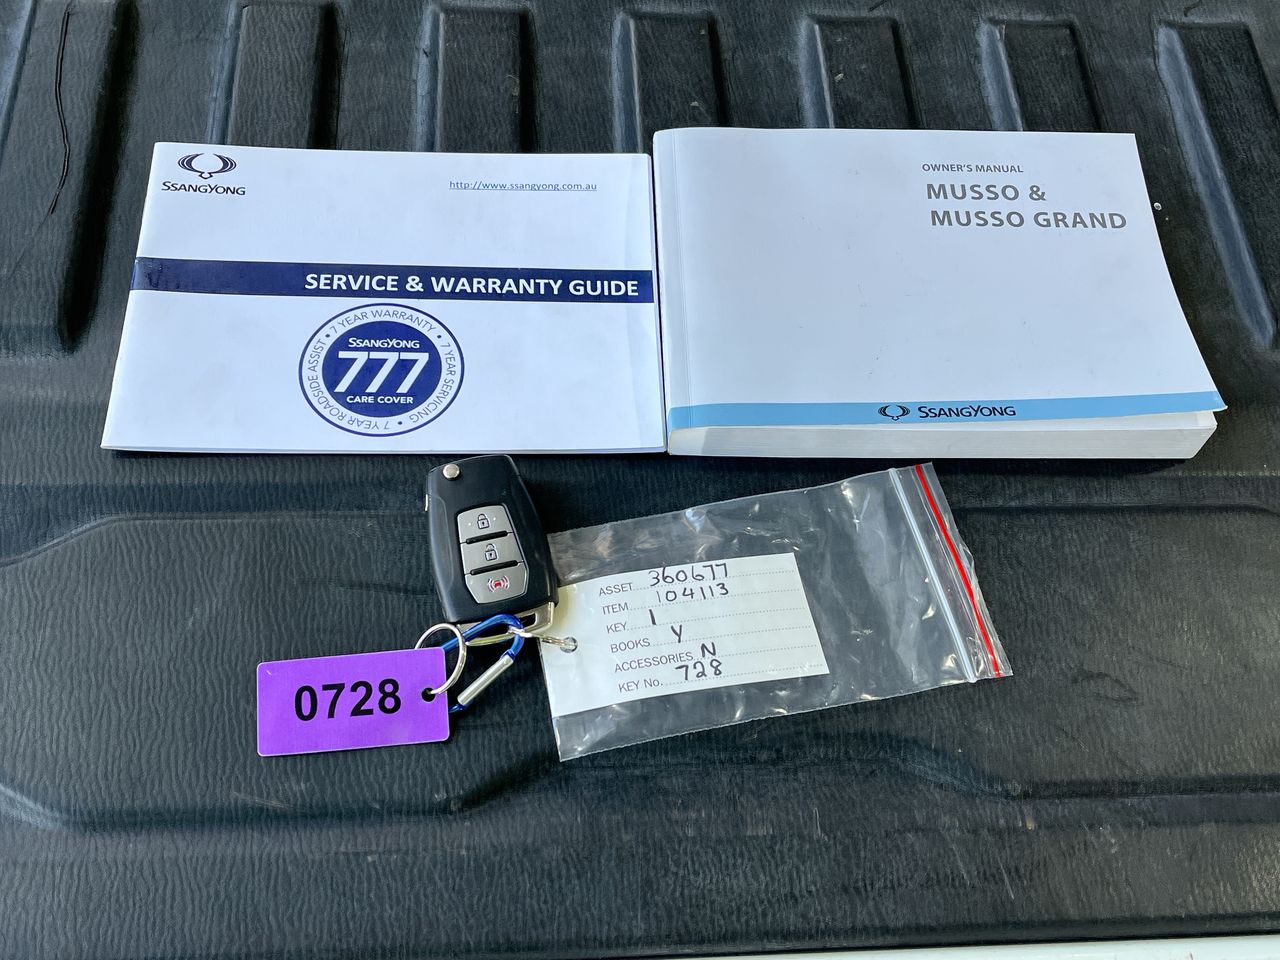 SSANGYONG
http://www.ssangyong.com.au
SERVICE & WARRANTY GUIDE
7 YEAR WARRANTY • 7 YEAR SERVICING • 7 YEAR ROADSIDE ASSIST •
SSANGYONG
777
CARE COVER
OWNER'S MANUAL
MUSSO &
MUSSO GRAND
SSANGYONG
ASSET 360677
ITEM 104113
KEY 1
BOOKS Y
ACCESSORIES N
KEY No. 728
0728